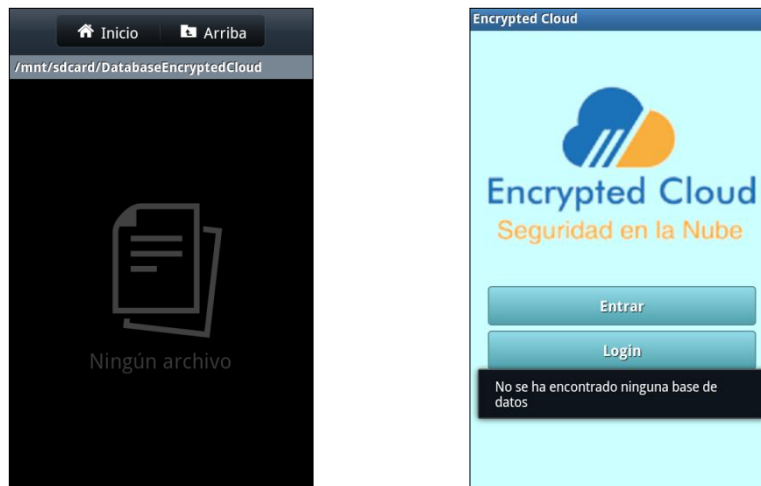 Inicio Arriba
/mnt/sdcard/DatabaseEncryptedCloud
Ningún archivo
Encrypted Cloud
Encrypted Cloud
Seguridad en la Nube
Entrar
Login
No se ha encontrado ninguna base de
datos